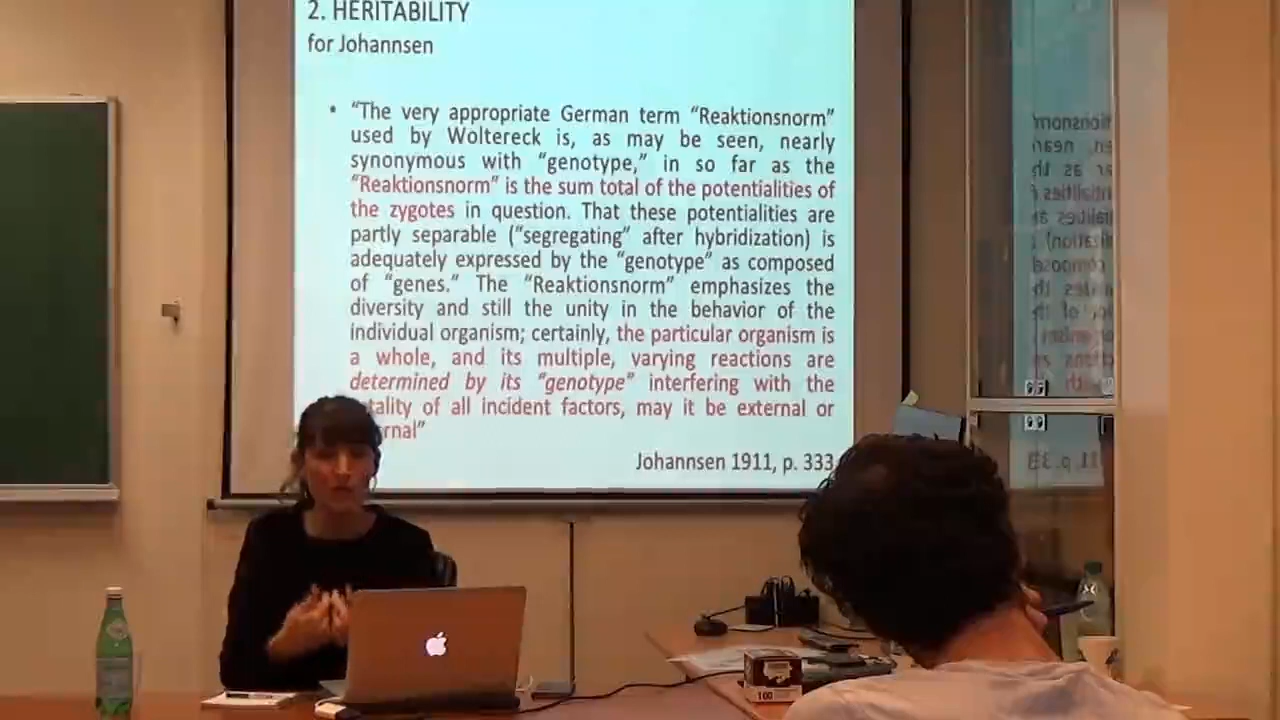 2. HERITABILITY
for Johannsen
• “The very appropriate German term “Reaktionsnorm”
used by Woltereck is, as may be seen, nearly
synonymous with “genotype,” in so far as the
“Reaktionsnorm” is the sum total of the potentialities of
the zygotes in question. That these potentialities are
partly separable (“segregating” after hybridization) is
adequately expressed by the “genotype” as composed
of “genes.” The “Reaktionsnorm” emphasizes the
diversity and still the unity in the behavior of the
individual organism; certainly, the particular organism is
a whole, and its multiple, varying reactions are
determined by its “genotype” interfering with the
tality of all incident factors, may it be external or
rnal”
Johannsen 1911, p. 333
100